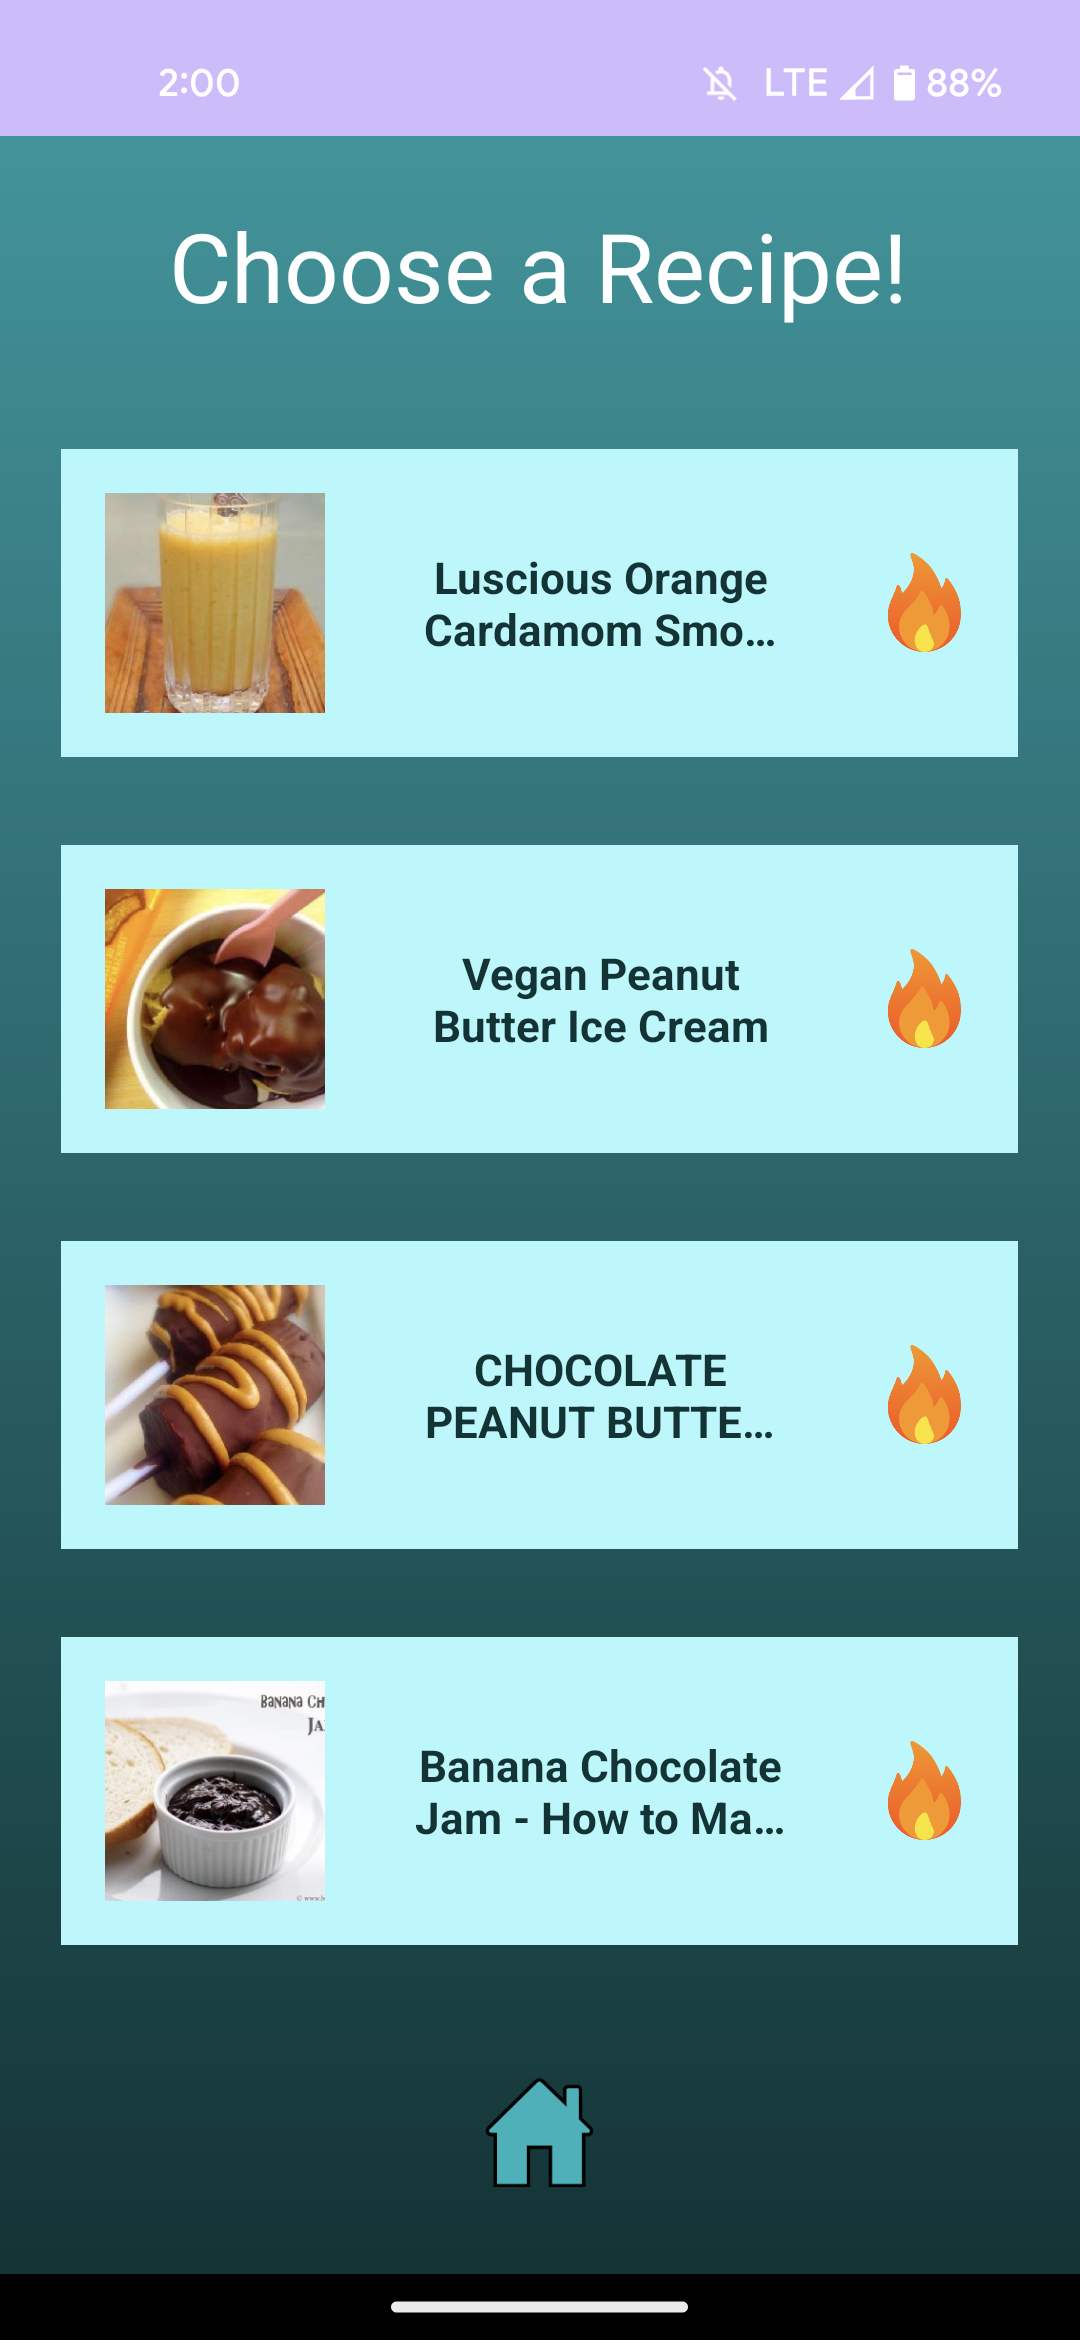 2:00 LTE 88%
Choose a Recipe!
Luscious Orange
Cardamom Smo…
Vegan Peanut
Butter Ice Cream
CHOCOLATE
PEANUT BUTTE…
BANANA CH
JA
Banana Chocolate
Jam - How to Ma…